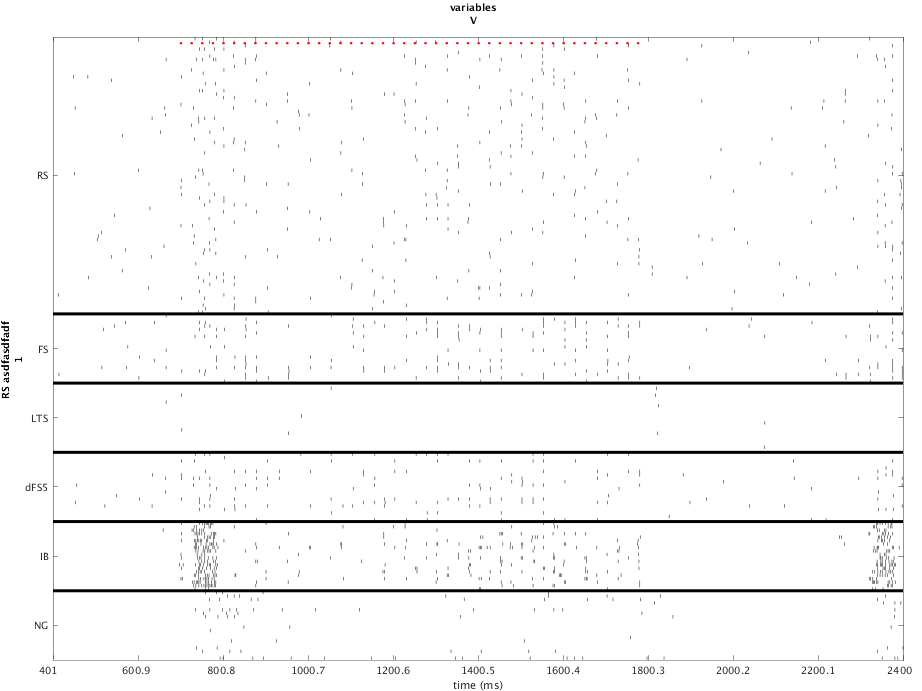 variables
V
RS
FS
LTS
dFS5
IB
NG
RS asdfasdfadf
1
401 600.9 800.8 1000.7 1200.6 1400.5 1600.4 1800.3 2000.2 2200.1 2400
time (ms)